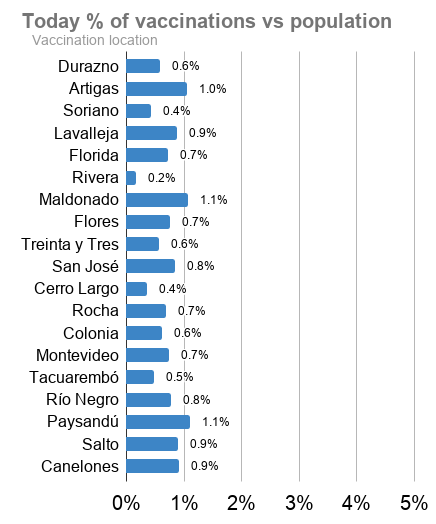 Today % of vaccinations vs population
Vaccination location
Durazno 0.6%
Artigas 1.0%
Soriano 0.4%
Lavalleja 0.9%
Florida 0.7%
Rivera 0.2%
Maldonado 1.1%
Flores 0.7%
Treinta y Tres 0.6%
San José 0.8%
Cerro Largo 0.4%
Rocha 0.7%
Colonia 0.6%
Montevideo 0.7%
Tacuarembó 0.5%
Río Negro 0.8%
Paysandú 1.1%
Salto 0.9%
Canelones 0.9%
0% 1% 2% 3% 4% 5%